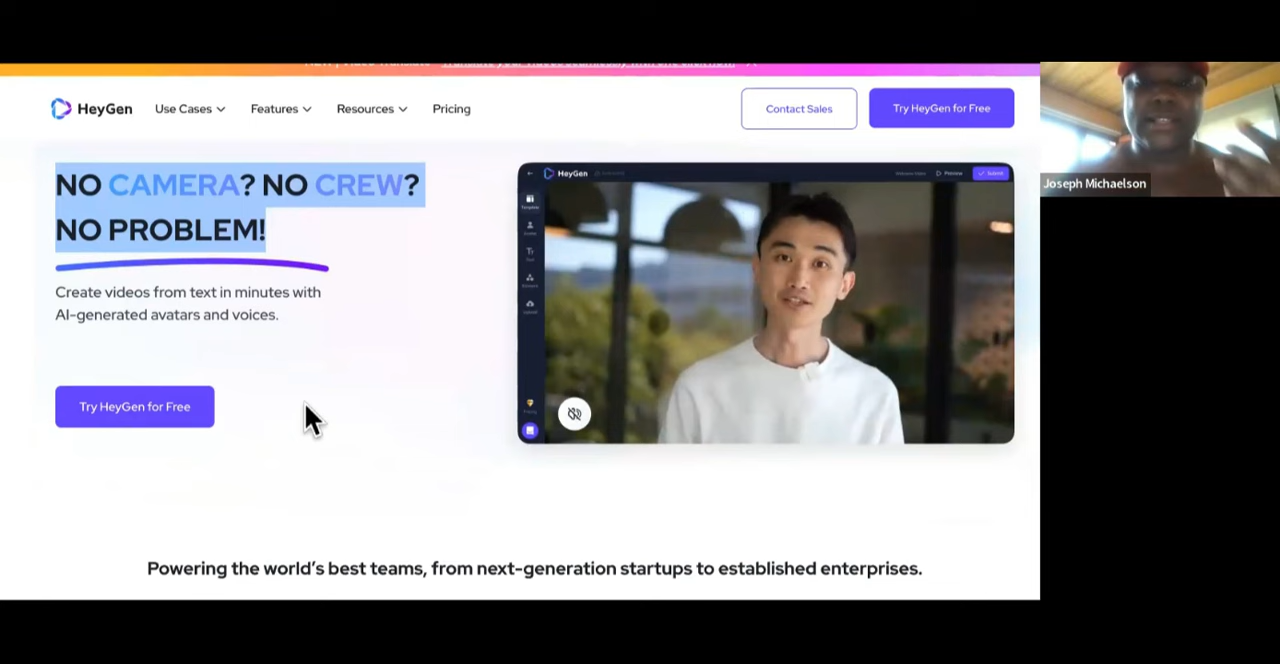 HeyGen
Use Cases
Features
Resources
Pricing
Contact Sales
Try HeyGen for Free
NO CAMERA? NO CREW?
NO PROBLEM!
Create videos from text in minutes with
AI-generated avatars and voices.
Try HeyGen for Free
HeyGen
Preview
Submit
Joseph Michaelson
Powering the world's best teams, from next-generation startups to established enterprises.